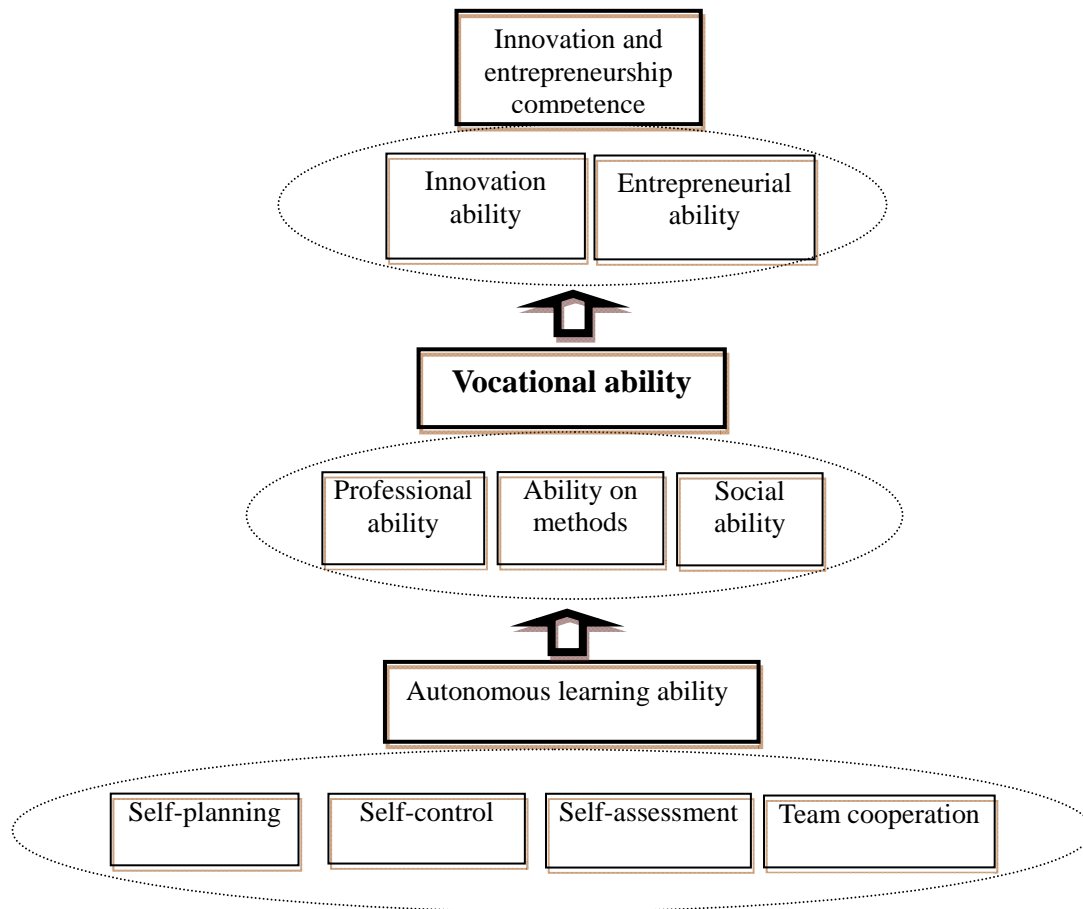 Innovation and
entrepreneurship
competence
Innovation
ability
Entrepreneurial
ability
Vocational ability
Professional
ability
Ability on
methods
Social
ability
Autonomous learning ability
Self-planning
Self-control
Self-assessment
Team cooperation